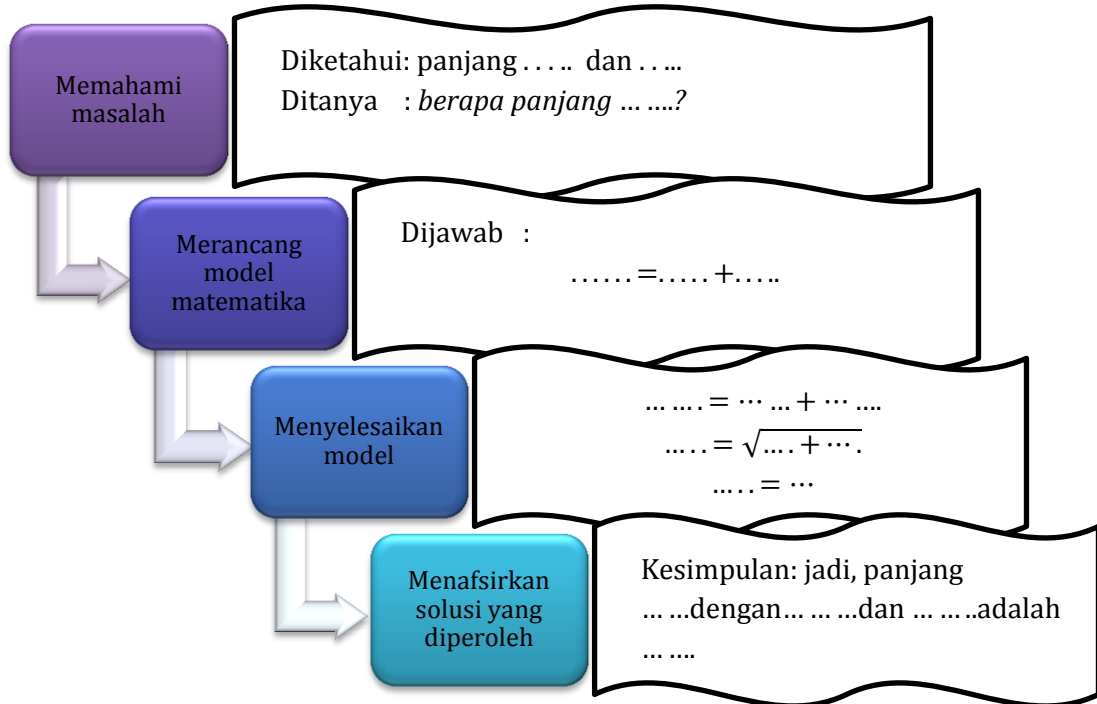 Memahami
masalah
Diketahui: panjang . . . .. dan . . ...
Ditanya : berapa panjang ... ....?
Merancang
model
matematika
Dijawab :
. . . . . . =. . . . . +. . . ..
Menyelesaikan
model
... ... . = ⋯ ... + ⋯ ....
... . . = √... . + ⋯ .
... . . = ⋯
Menafsirkan
solusi yang
diperoleh
Kesimpulan: jadi, panjang
... ...dengan... ... ...dan ... ... ..adalah
... ....